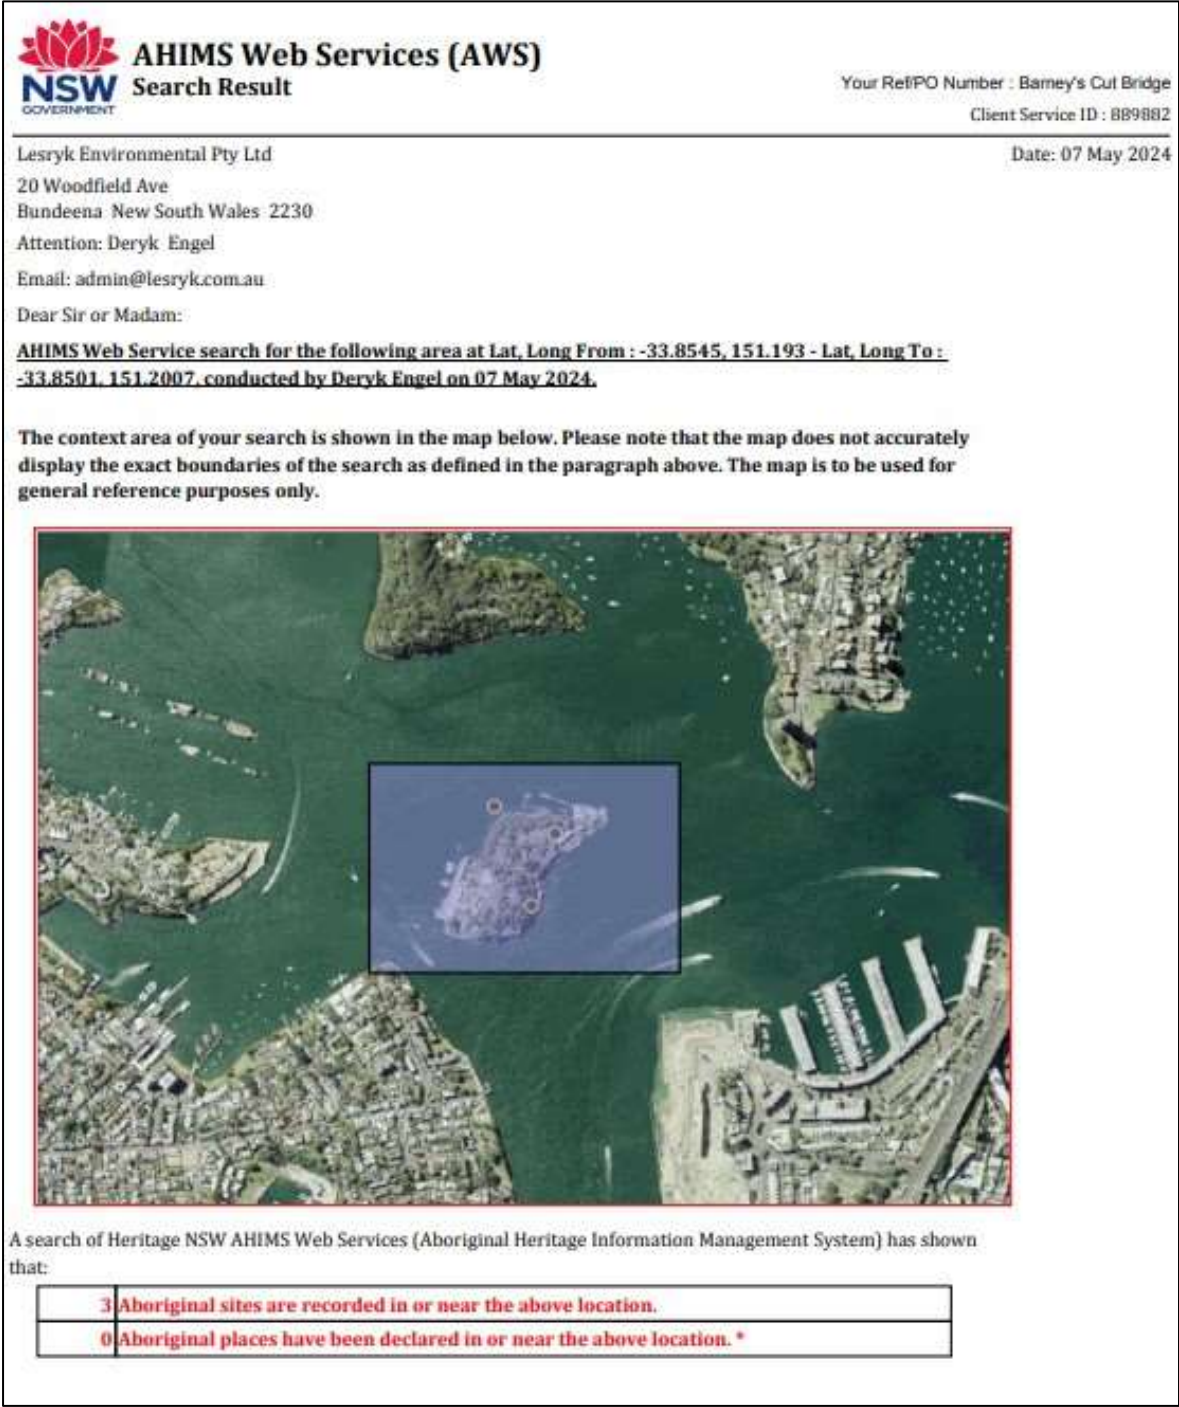 AHIMS Web Services (AWS)
Search Result
NSW
GOVERNMENT
Your Ref/PO Number : Barney's Cut Bridge
Client Service ID : 889882
Lesryk Environmental Pty Ltd
Date: 07 May 2024
20 Woodfield Ave
Bundeena New South Wales 2230
Attention: Deryk Engel
Email: admin@lesryk.com.au
Dear Sir or Madam:
AHIMS Web Service search for the following area at Lat, Long From : -33.8545, 151.193 - Lat, Long To :
-33.8501, 151.2007, conducted by Deryk Engel on 07 May 2024.
The context area of your search is shown in the map below. Please note that the map does not accurately
display the exact boundaries of the search as defined in the paragraph above. The map is to be used for
general reference purposes only.
A search of Heritage NSW AHIMS Web Services (Aboriginal Heritage Information Management System) has shown
that:
3 Aboriginal sites are recorded in or near the above location.
0 Aboriginal places have been declared in or near the above location. *